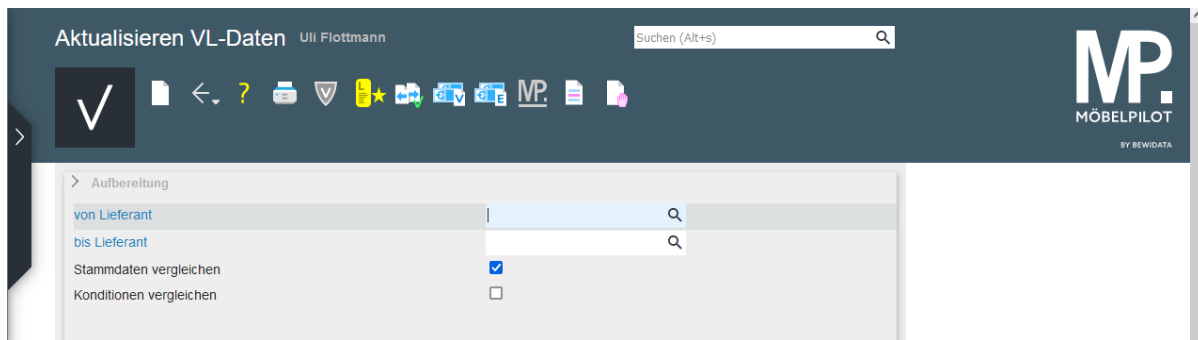 Aktualisieren VL-Daten Uli Flottmann
Suchen (Alt+s)
MP.
MÖBELPILOT
BY BEWIDATA
? L V E MP.
Aufbereitung
von Lieferant
bis Lieferant
Stammdaten vergleichen
Konditionen vergleichen